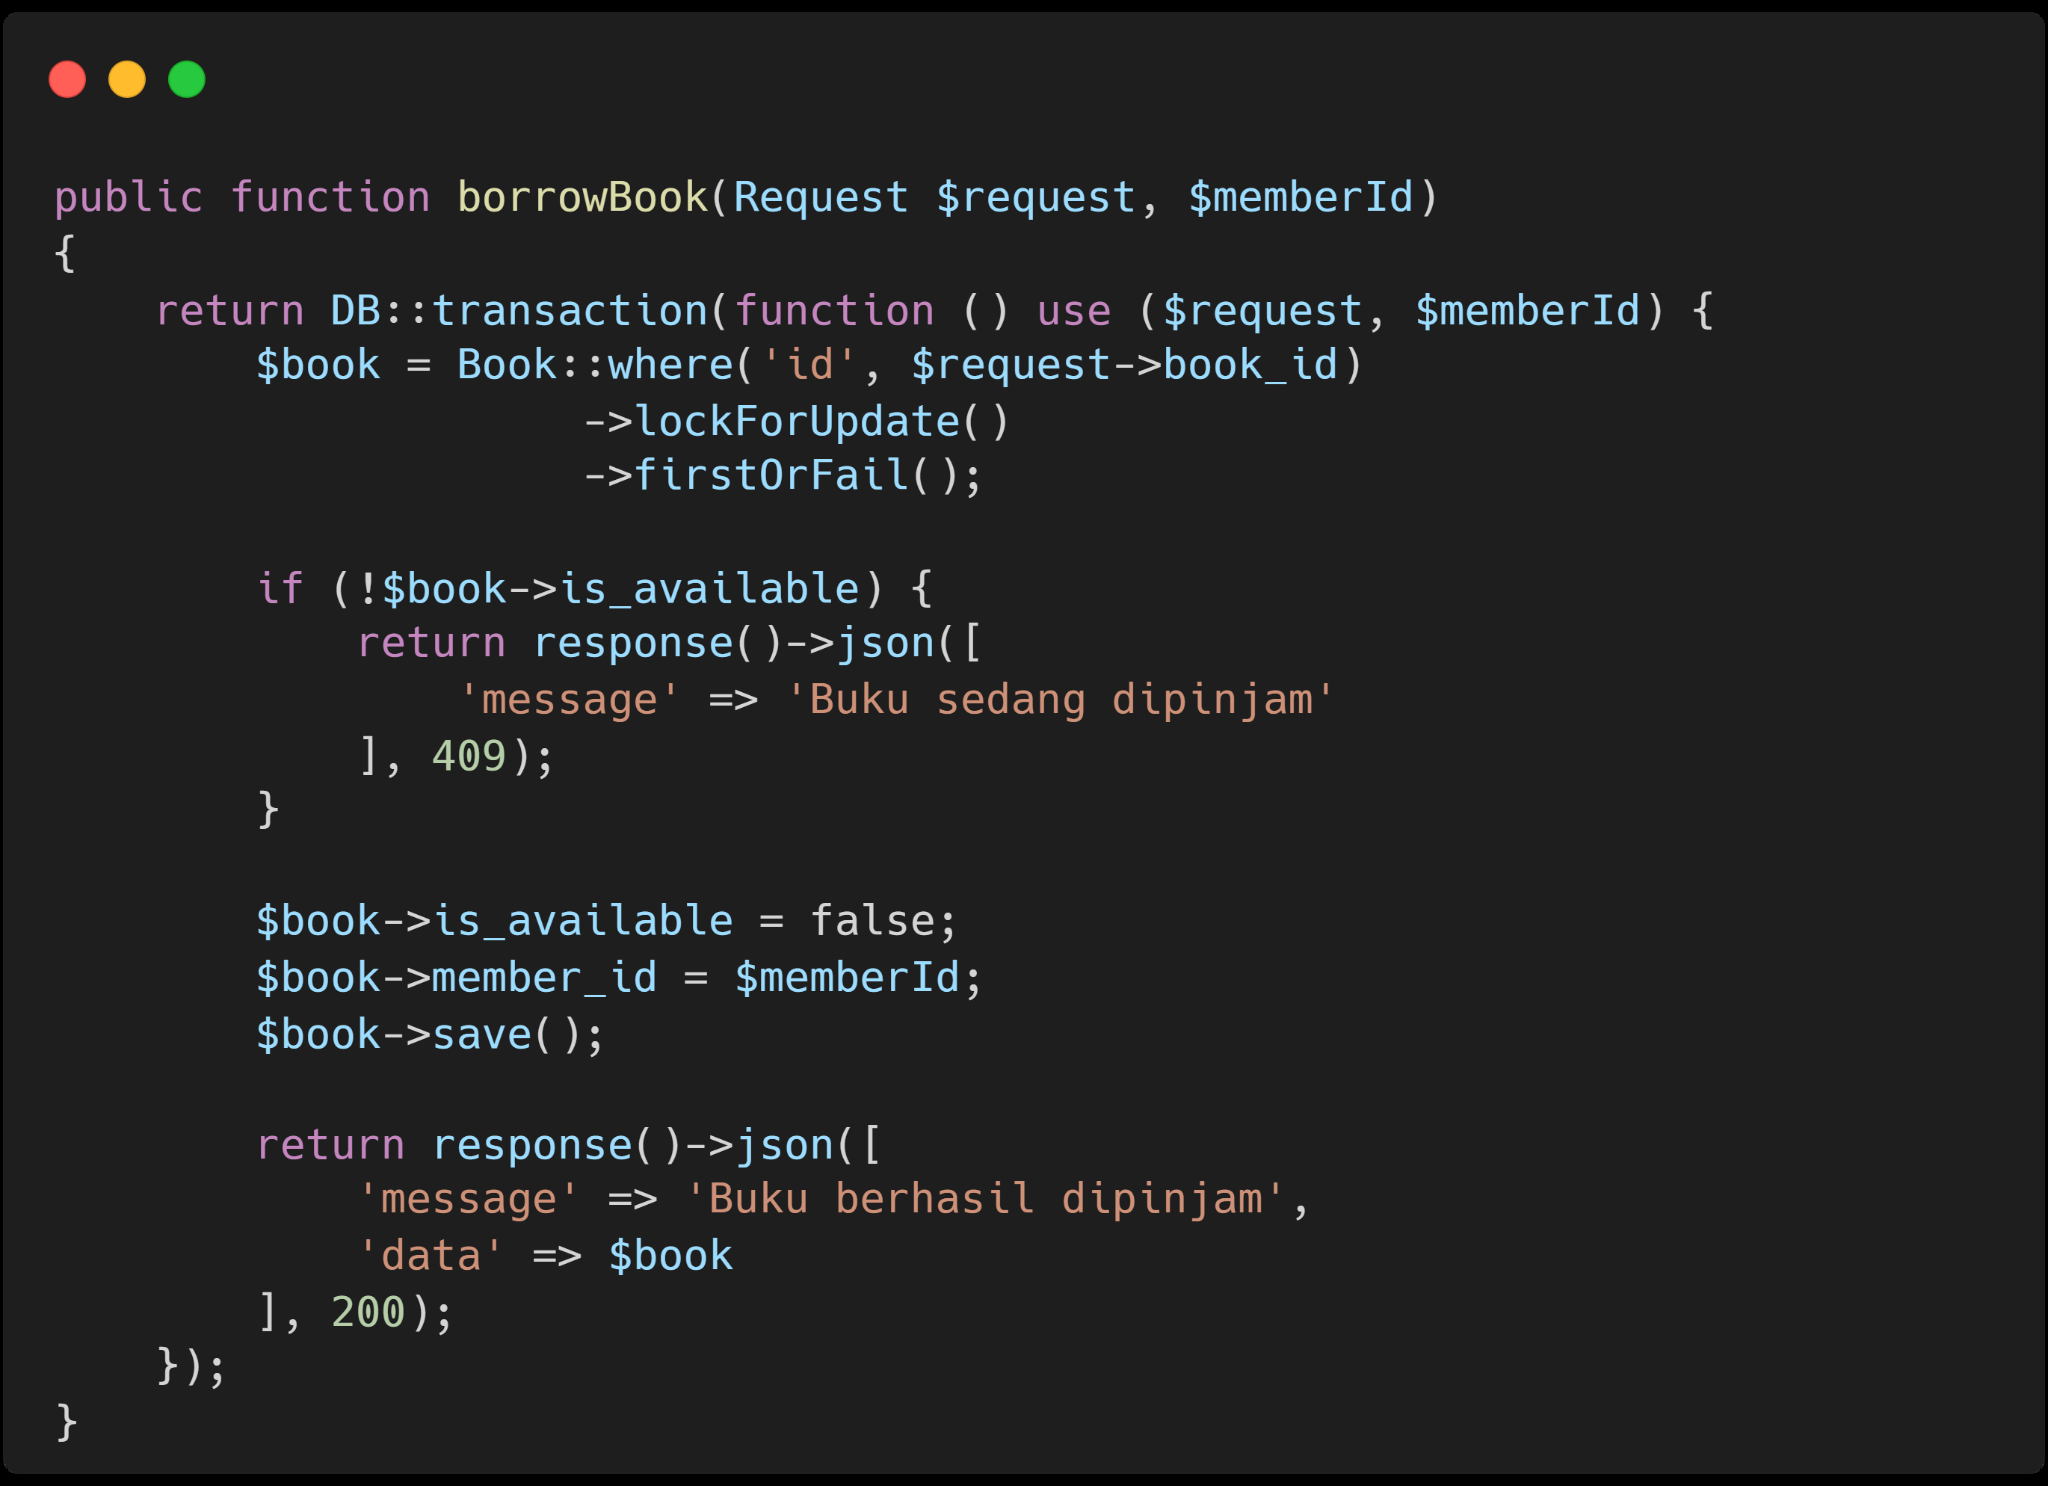 public function borrowBook(Request $request, $memberId)
{
    return DB::transaction(function () use ($request, $memberId) {
        $book = Book::where('id', $request->book_id)
                     ->lockForUpdate()
                     ->firstOrFail();

        if (!$book->is_available) {
            return response()->json([
                'message' => 'Buku sedang dipinjam'
            ], 409);
        }

        $book->is_available = false;
        $book->member_id = $memberId;
        $book->save();

        return response()->json([
            'message' => 'Buku berhasil dipinjam',
            'data' => $book
        ], 200);
    });
}